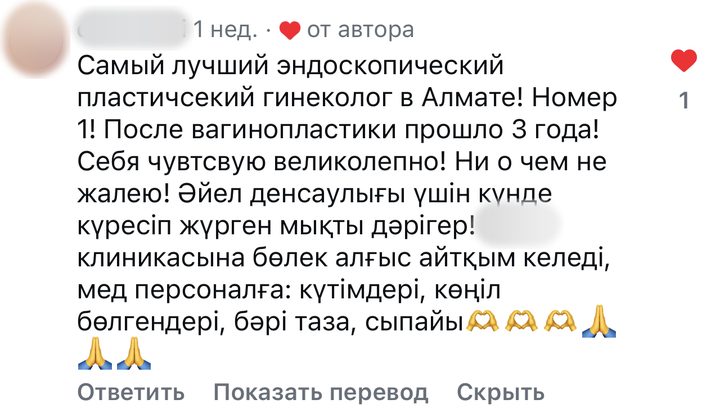 1 нед. · ❤️ от автора
Самый лучший эндоскопический
пластичсекий гинеколог в Алмате! Номер
1! После вагинопластики прошло 3 года!
Себя чувтсвую великолепно! Ни о чем не
жалею! Әйел денсаулығы үшін күнде
күресіп жүрген мықты дәрігер!
клиникасына бөлек алғыс айтқым келеді,
мед персоналға: күтімдері, көңіл
бөлгендері, бәрі таза, сыпайы🫶🫶🫶🙏
🙏🙏
Ответить Показать перевод Скрыть
1